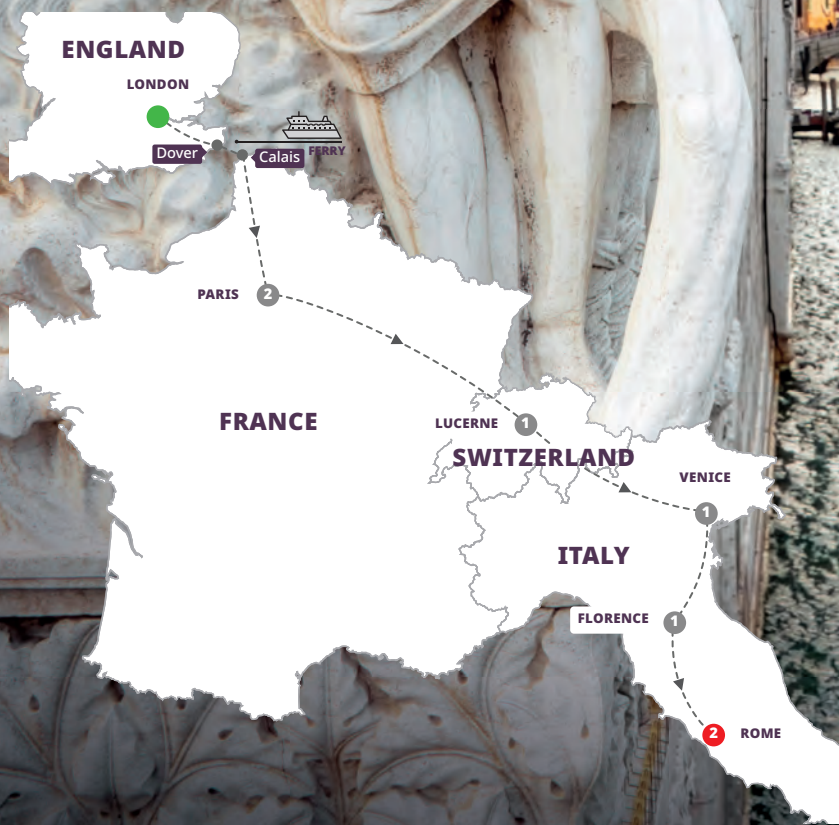 ENGLAND
LONDON
Dover
Calais
FERRY
PARIS
2
FRANCE
LUCERNE
1
SWITZERLAND
VENICE
1
ITALY
FLORENCE
1
2
ROME